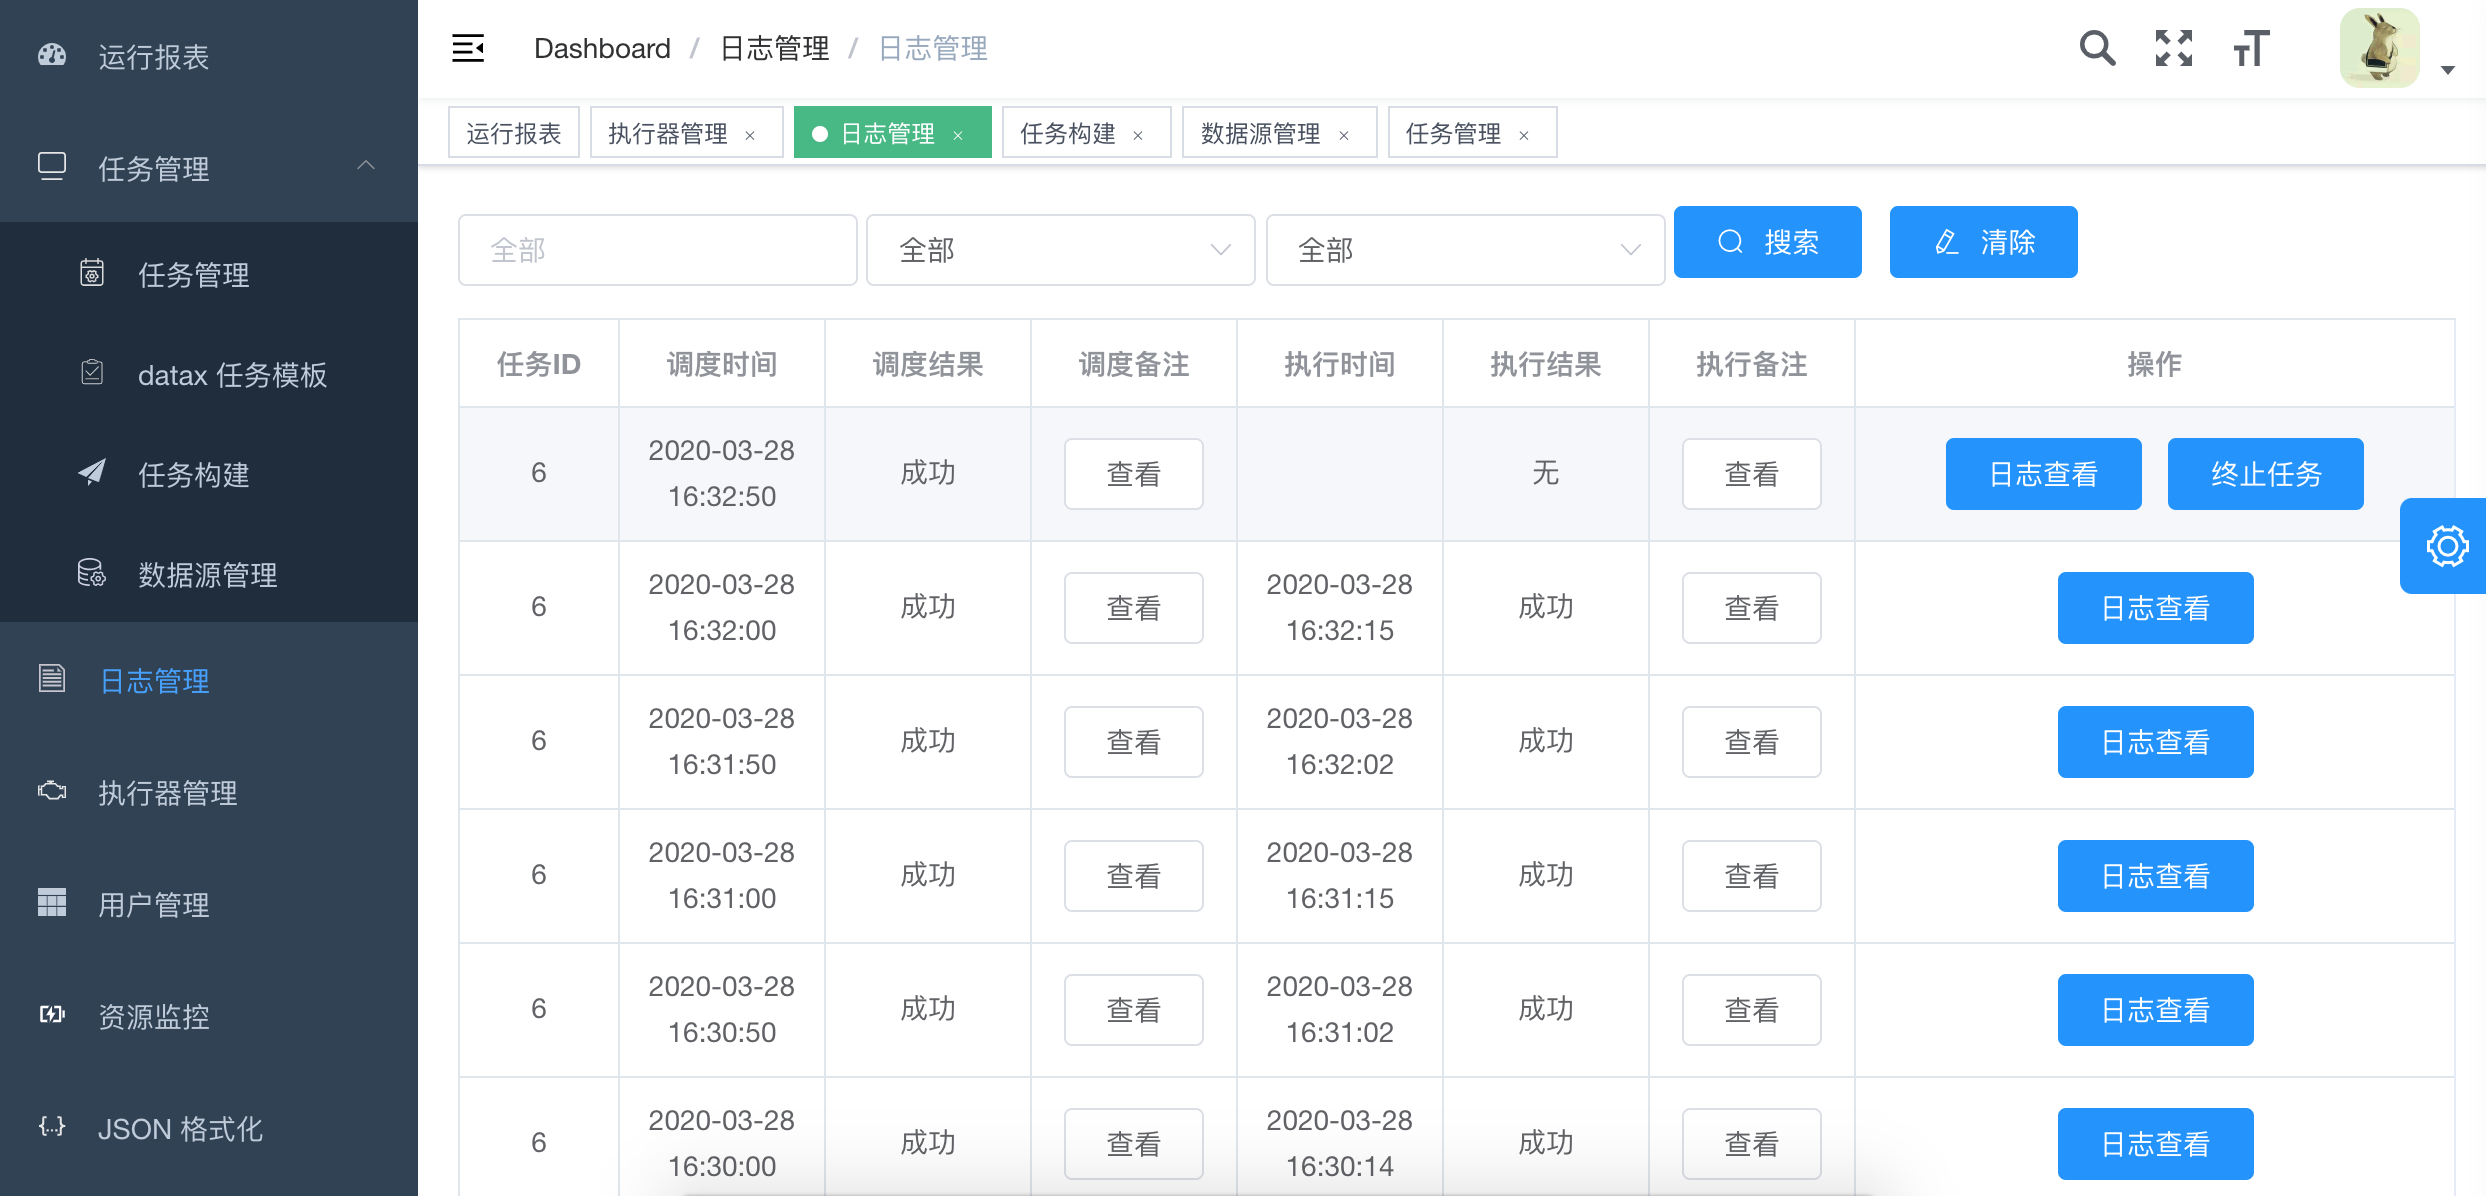 运行报表
任务管理
任务管理
datax 任务模板
任务构建
数据源管理
日志管理
执行器管理
用户管理
资源监控
{...} JSON 格式化
Dashboard / 日志管理 / 日志管理
运行报表 执行器管理 × 日志管理 × 任务构建 × 数据源管理 × 任务管理 ×
全部 全部 全部 搜索 清除
任务ID 调度时间 调度结果 调度备注 执行时间 执行结果 执行备注 操作
6 2020-03-28 16:32:50 成功 查看 无 查看 日志查看 终止任务
6 2020-03-28 16:32:00 成功 查看 2020-03-28 16:32:15 成功 查看 日志查看
6 2020-03-28 16:31:50 成功 查看 2020-03-28 16:32:02 成功 查看 日志查看
6 2020-03-28 16:31:00 成功 查看 2020-03-28 16:31:15 成功 查看 日志查看
6 2020-03-28 16:30:50 成功 查看 2020-03-28 16:31:02 成功 查看 日志查看
6 2020-03-28 16:30:00 成功 查看 2020-03-28 16:30:14 成功 查看 日志查看